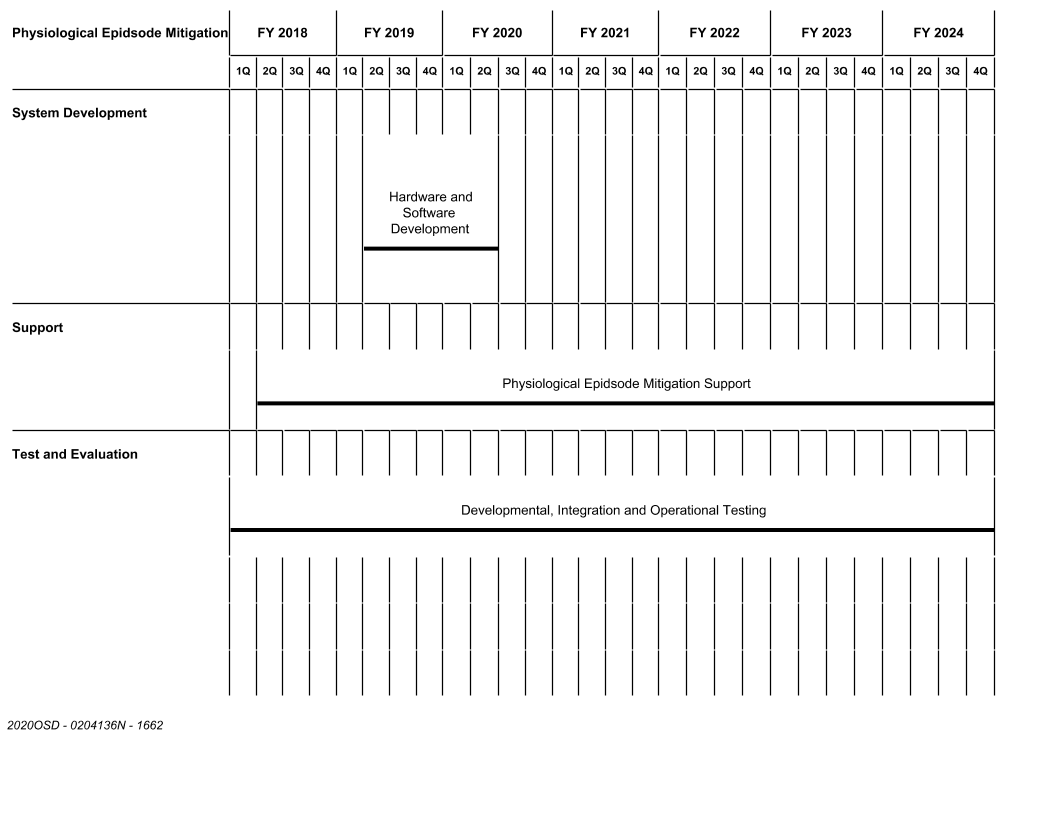 Physiological Epidsode Mitigation FY 2018 FY 2019 FY 2020 FY 2021 FY 2022 FY 2023 FY 2024
1Q 2Q 3Q 4Q 1Q 2Q 3Q 4Q 1Q 2Q 3Q 4Q 1Q 2Q 3Q 4Q 1Q 2Q 3Q 4Q 1Q 2Q 3Q 4Q 1Q 2Q 3Q 4Q
System Development
Hardware and
Software
Development
Support
Physiological Epidsode Mitigation Support
Test and Evaluation
Developmental, Integration and Operational Testing
2020OSD - 0204136N - 1662